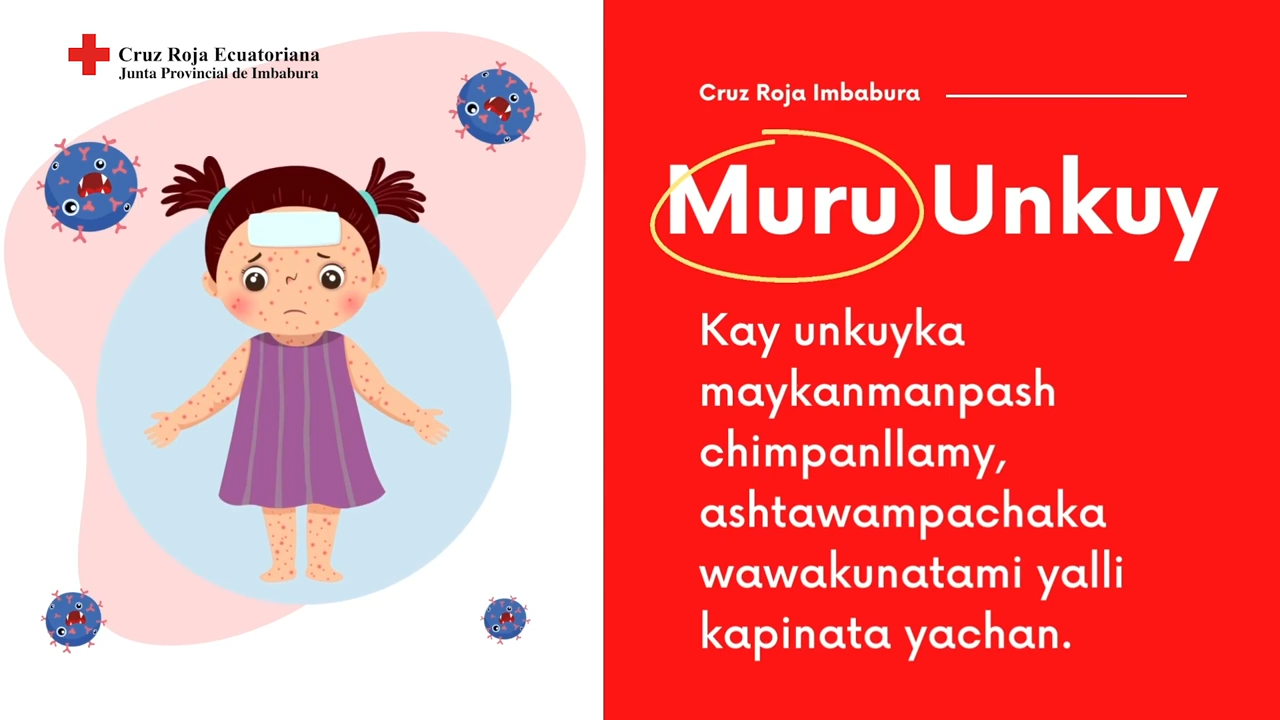 Cruz Roja Ecuatoriana
Junta Provincial de Imbabura
Cruz Roja Imbabura
Muru Unkuy
Kay unkuyka
maykanmanpash
chimpanllamy,
ashtawampachaka
wawakunatami yalli
kapinata yachan.